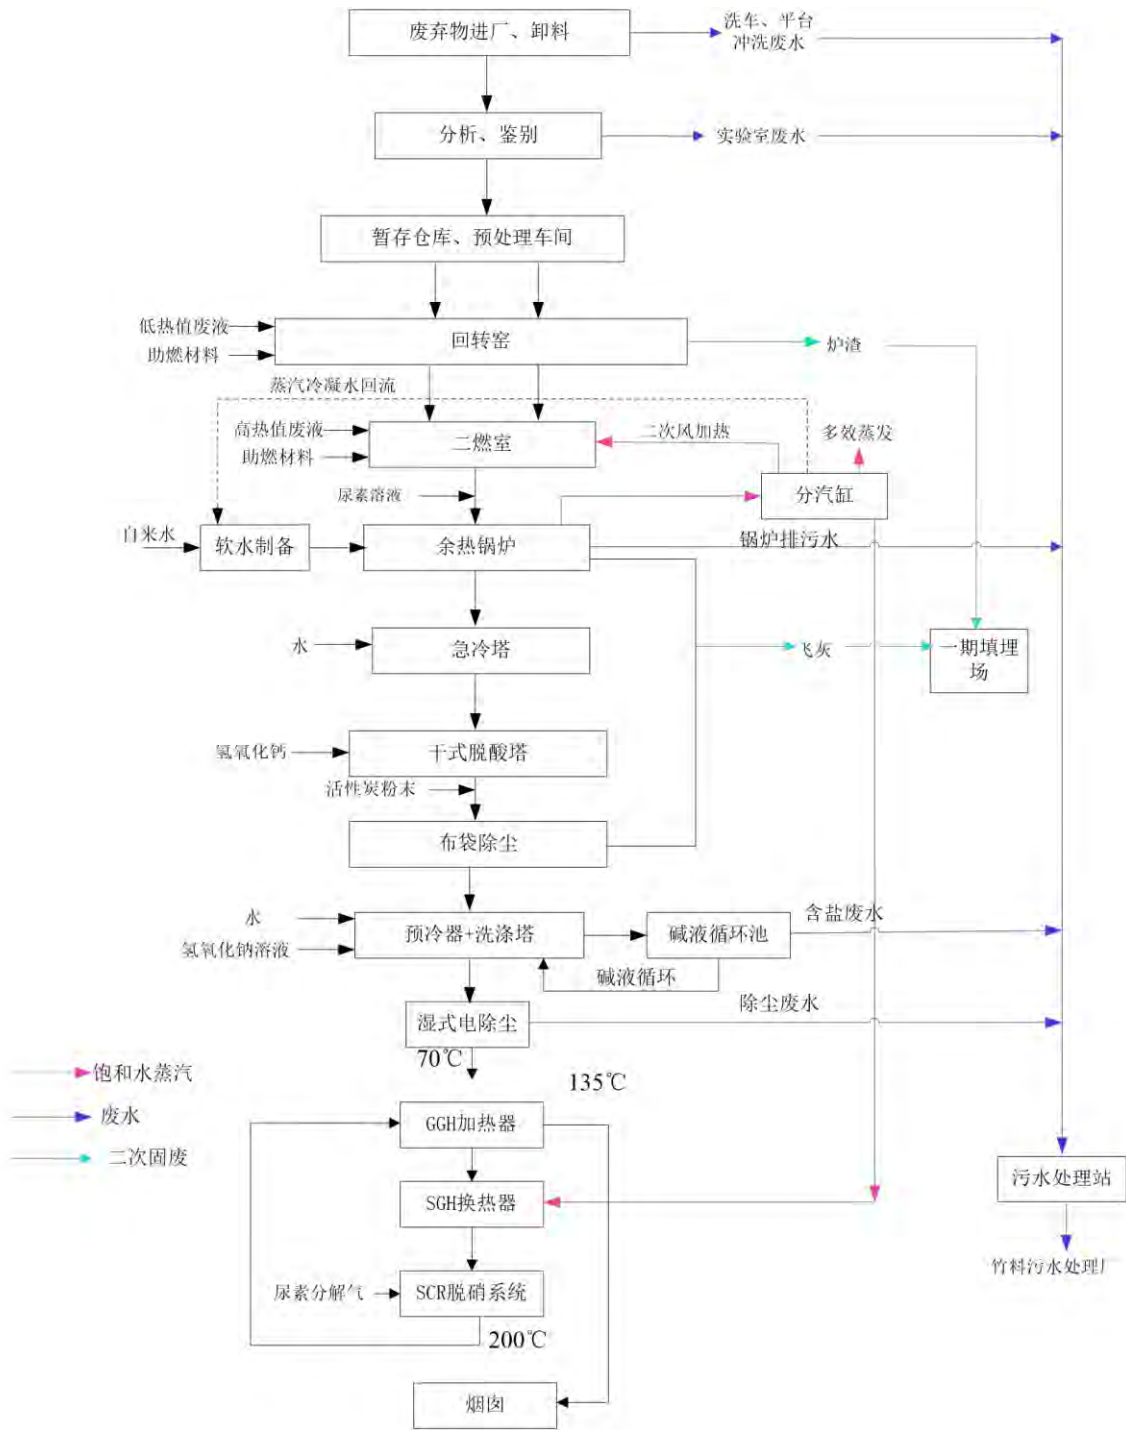 废弃物进厂、卸料
洗车、平台
冲洗废水
分析、鉴别
实验室废水
暂存仓库、预处理车间
低热值废液
助燃材料
回转窑
炉渣
蒸汽冷凝水回流
高热值废液
助燃材料
二燃室
二次风加热
多效蒸发
尿素溶液
分汽缸
自来水
软水制备
余热锅炉
锅炉排污水
水
急冷塔
飞灰
一期填埋
场
氢氧化钙
干式脱酸塔
活性炭粉末
布袋除尘
水
氢氧化钠溶液
预冷器+洗涤塔
碱液循环池
含盐废水
碱液循环
湿式电除尘
除尘废水
70℃
135℃
饱和水蒸汽
废水
二次固废
GGH加热器
SGH换热器
污水处理站
尿素分解气
SCR脱硝系统
竹料污水处理厂
200℃
烟囱